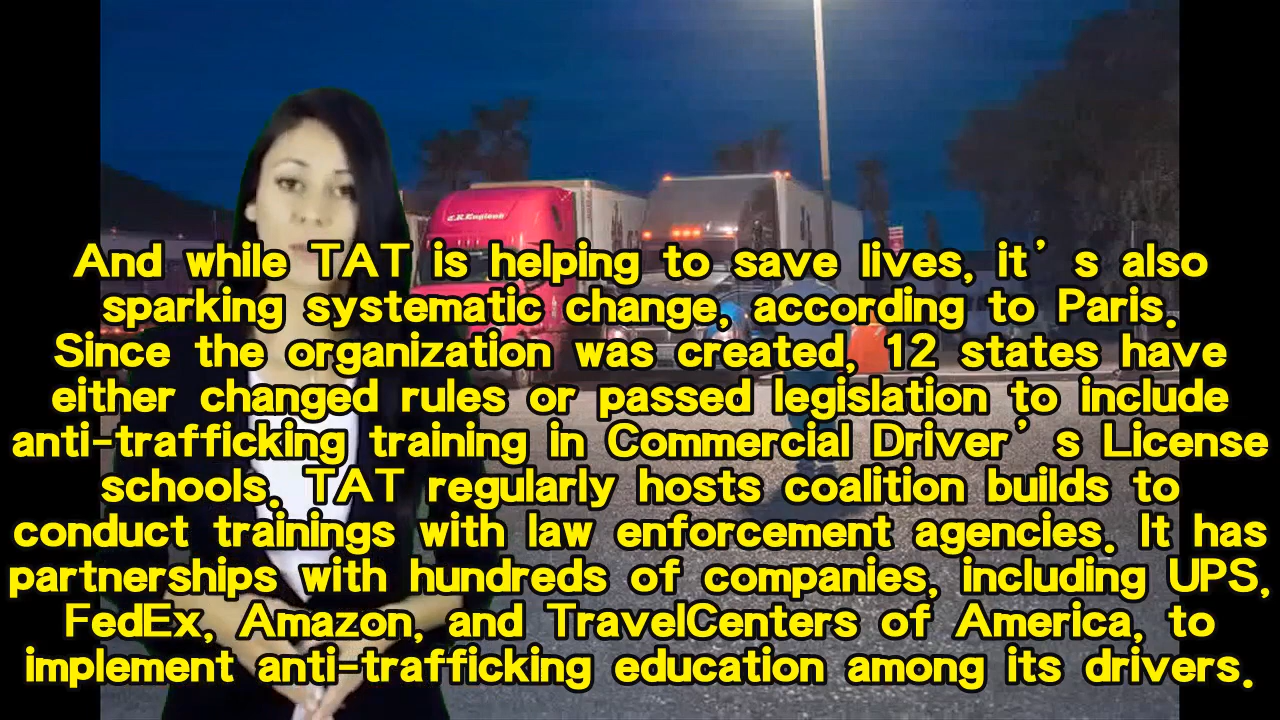 C.R.England
And while TAT is helping to save lives, it’s also
sparking systematic change, according to Paris.
Since the organization was created, 12 states have
either changed rules or passed legislation to include
anti-trafficking training in Commercial Driver’s License
schools. TAT regularly hosts coalition builds to
conduct trainings with law enforcement agencies. It has
partnerships with hundreds of companies, including UPS,
FedEx, Amazon, and TravelCenters of America, to
implement anti-trafficking education among its drivers.